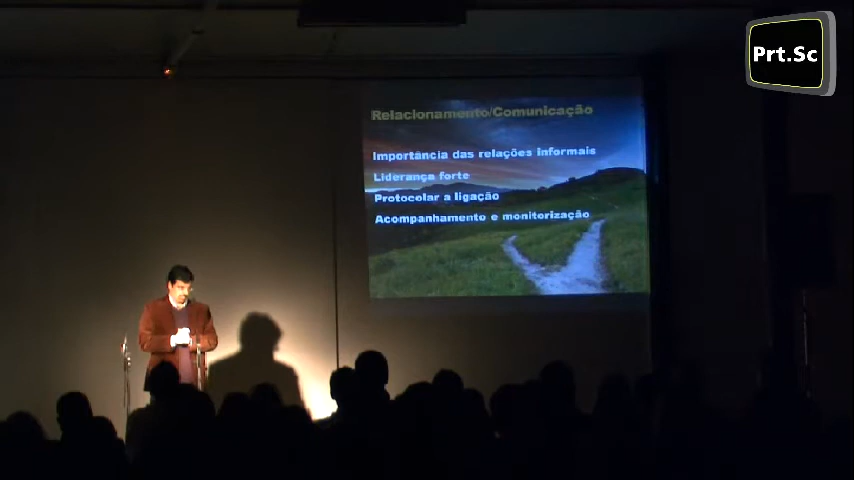 Prt.Sc
Relacionamento/Comunicação
Importância das relações informais
Liderança forte
Protocolar a ligação
Acompanhamento e monitorização